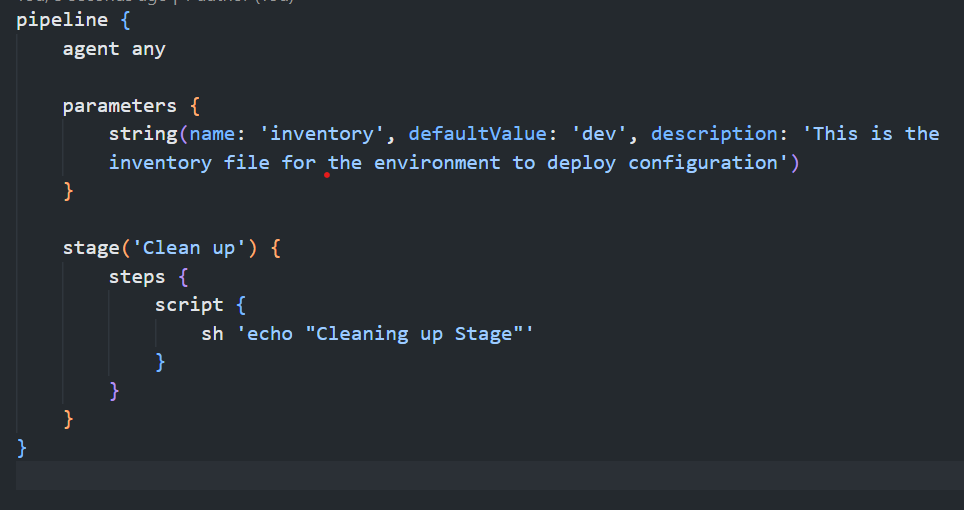 pipeline {
    agent any

    parameters {
        string(name: 'inventory', defaultValue: 'dev', description: 'This is the
        inventory file for the environment to deploy configuration')
    }

    stage('Clean up') {
        steps {
            script {
                sh 'echo "Cleaning up Stage"'
            }
        }
    }
}